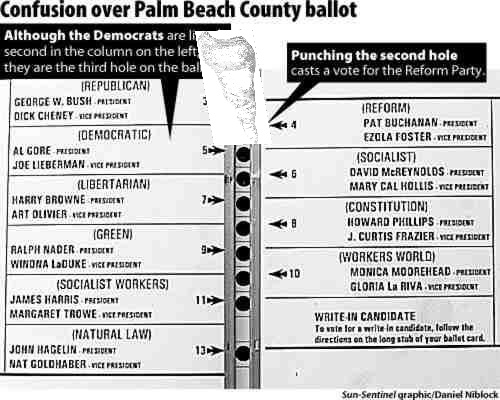 Confusion over Palm Beach County ballot
Although the Democrats are
second in the column on the left
they are the third hole on the
Punching the second hole
casts a vote for the Reform Party.
(REPUBLICAN)
GEORGE W. BUSH - PRESIDENT
DICK CHENEY - VICE PRESIDENT
3
(DEMOCRATIC)
AL GORE - PRESIDENT
JOE LIEBERMAN - VICE PRESIDENT
5
(LIBERTARIAN)
HARRY BROWNE - PRESIDENT
ART OLIVIER - VICE PRESIDENT
7
(GREEN)
RALPH NADER - PRESIDENT
WINONA LaDUKE - VICE PRESIDENT
9
(SOCIALIST WORKERS)
JAMES HARRIS - PRESIDENT
MARGARET TROWE - VICE PRESIDENT
11
(NATURAL LAW)
JOHN HAGELIN - PRESIDENT
NAT GOLDHABER - VICE PRESIDENT
13
(REFORM)
4
PAT BUCHANAN - PRESIDENT
EZOLA FOSTER - VICE PRESIDENT
(SOCIALIST)
6
DAVID McREYNOLDS - PRESIDENT
MARY CAL HOLLIS - VICE PRESIDENT
(CONSTITUTION)
8
HOWARD PHILLIPS - PRESIDENT
J. CURTIS FRAZIER - VICE PRESIDENT
(WORKERS WORLD)
10
MONICA MOOREHEAD - PRESIDENT
GLORIA La RIVA - VICE PRESIDENT
WRITE-IN CANDIDATE
To vote for a write-in candidate, follow the
directions on the long stub of your ballot card.
Sun-Sentinel graphic/Daniel Niblock